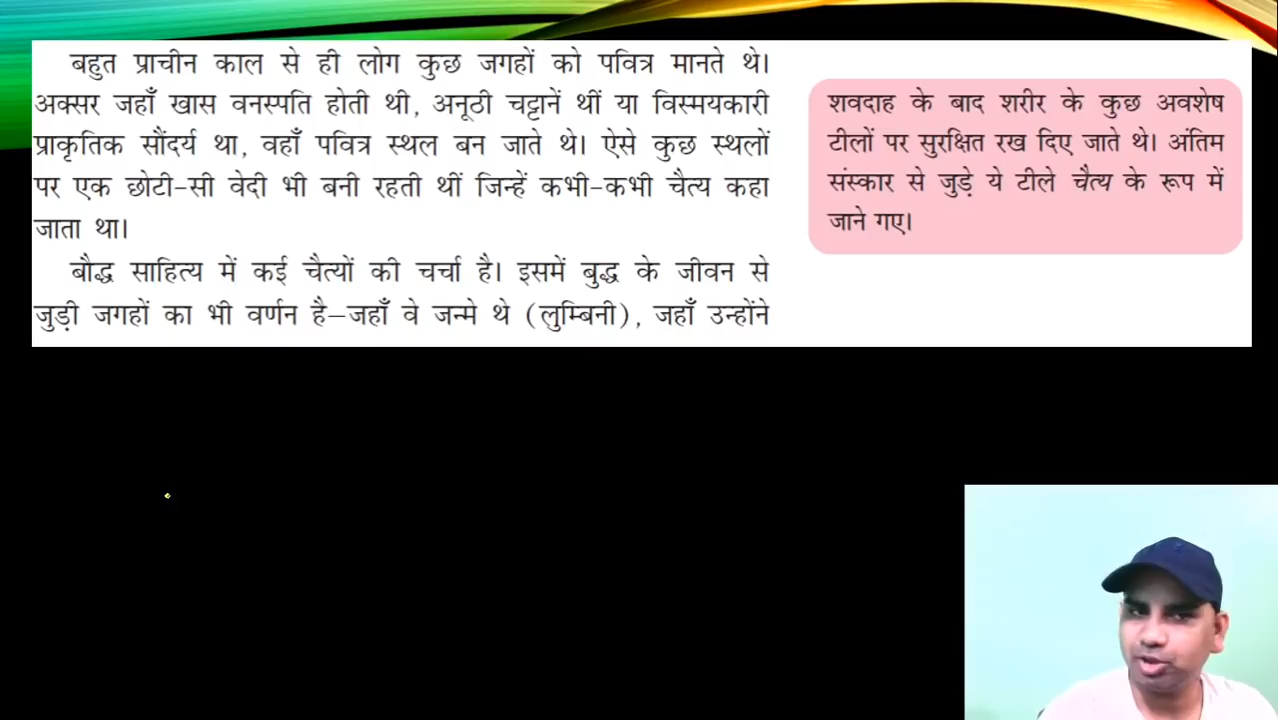 बहुत प्राचीन काल से ही लोग कुछ जगहों को पवित्र मानते थे।
अक्सर जहाँ खास वनस्पति होती थी, अनूठी चट्टानें थीं या विस्मयकारी
प्राकृतिक सौंदर्य था, वहाँ पवित्र स्थल बन जाते थे। ऐसे कुछ स्थलों
पर एक छोटी-सी वेदी भी बनी रहती थीं जिन्हें कभी-कभी चैत्य कहा
जाता था।
बौद्ध साहित्य में कई चैत्यों की चर्चा है। इसमें बुद्ध के जीवन से
जुड़ी जगहों का भी वर्णन है–जहाँ वे जन्मे थे (लुम्बिनी), जहाँ उन्होंने
शवदाह के बाद शरीर के कुछ अवशेष
टीलों पर सुरक्षित रख दिए जाते थे। अंतिम
संस्कार से जुड़े ये टीले चैत्य के रूप में
जाने गए।